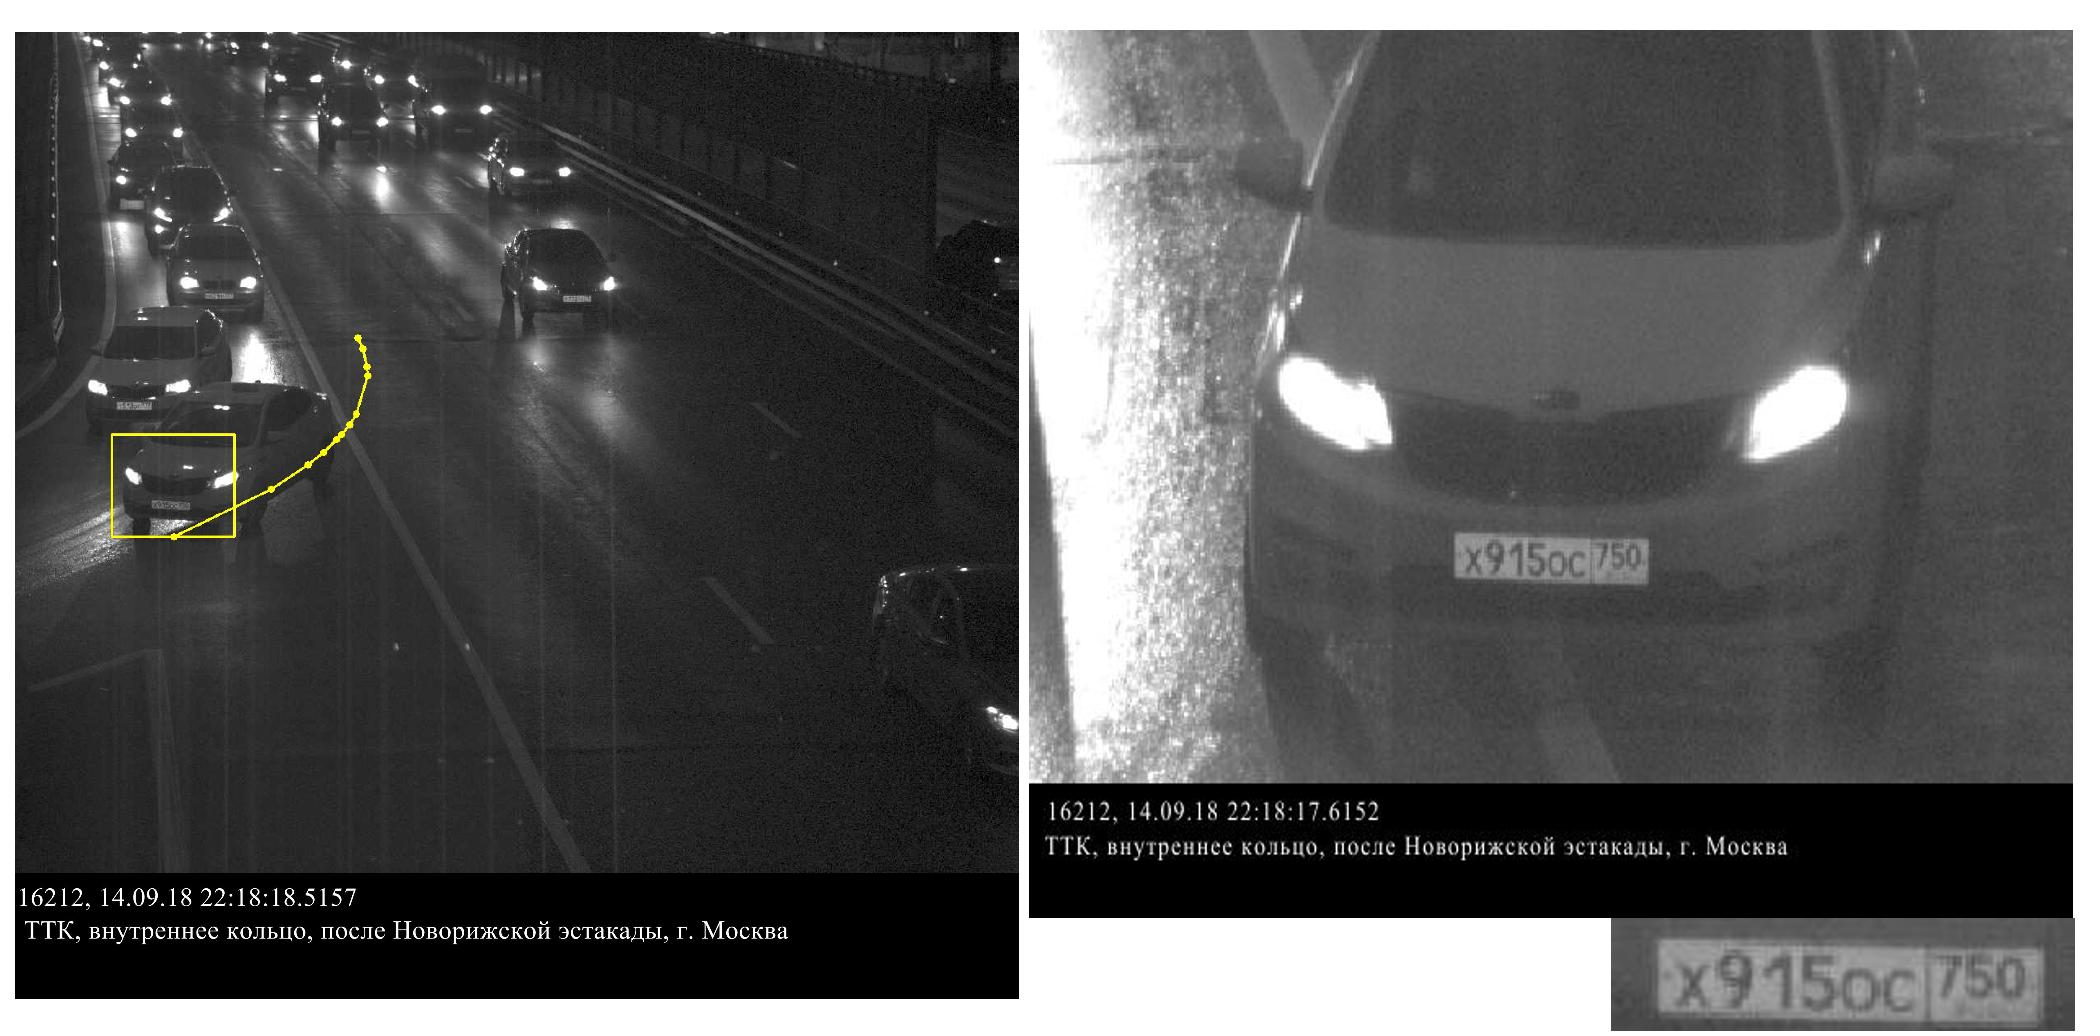 16212, 14.09.18 22:18:18.5157
ТТК, внутреннее кольцо, после Новорижской эстакады, г. Москва
х915ос 750
16212, 14.09.18 22:18:17.6152
ТТК, внутреннее кольцо, после Новорижской эстакады, г. Москва
х915ос 750